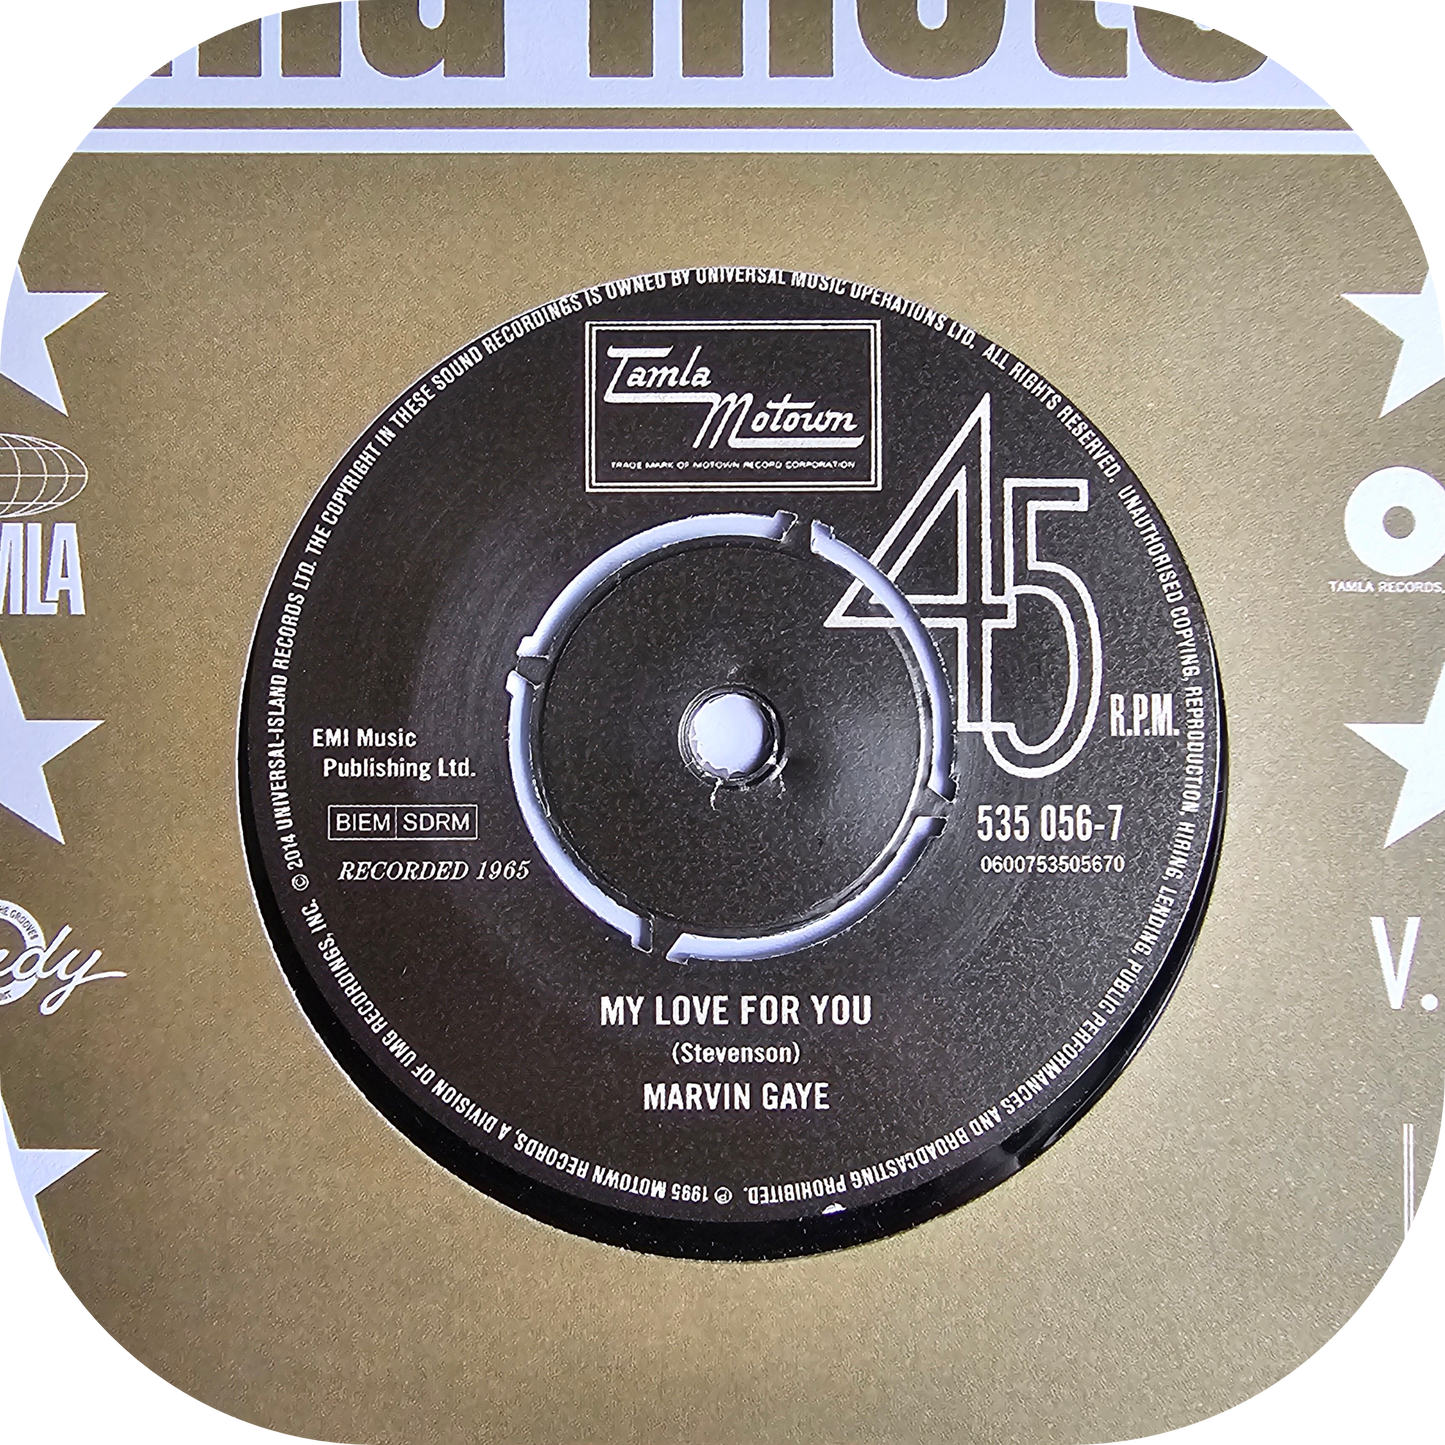 Tamla
Motown
TRADE MARK OF MOTOWN RECORD CORPORATION
45
R.P.M.
EMI Music
Publishing Ltd.
BIEM SDRM
RECORDED 1965
535 056-7
0600753505670
MY LOVE FOR YOU
(Stevenson)
MARVIN GAYE
℗ 1995 MOTOWN RECORDS, A DIVISION OF UMG RECORDINGS, INC. © 2014 UNIVERSAL-ISLAND RECORDS LTD. THE COPYRIGHT IN THESE SOUND RECORDINGS IS OWNED BY UNIVERSAL MUSIC OPERATIONS LTD. ALL RIGHTS RESERVED. UNAUTHORISED COPYING, REPRODUCTION, HIRING, LENDING, PUBLIC PERFORMANCES AND BROADCASTING PROHIBITED.
TAMLA RECORDS
V.